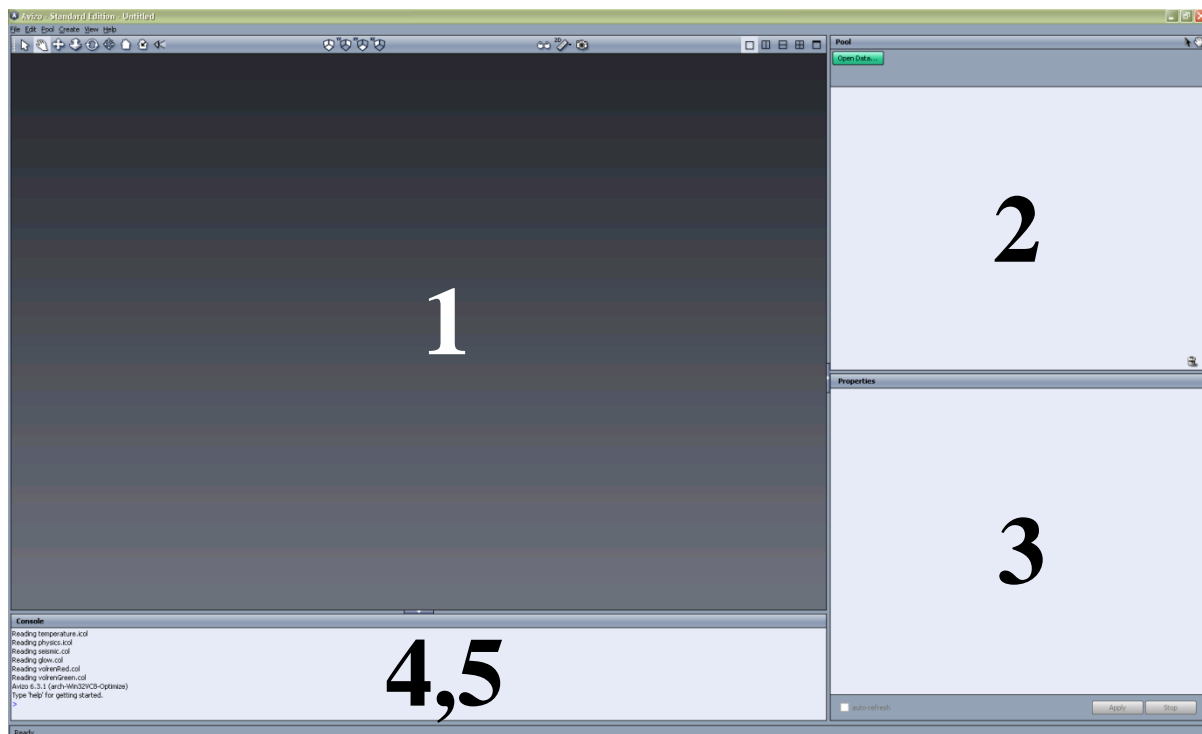 Avizo - Standard Edition - Untitled
File Edit Pool Create View Help
2D
Pool
Open Data...
1
2
Properties
3
Console
Reading temperature.icol
Reading physics.icol
Reading seismic.col
Reading glow.col
Reading volrenRed.col
Reading volrenGreen.col
Avizo 6.3.1 (arch-Win32VC8-Optimize)
Type 'help' for getting started.
>
4,5
auto-refresh
Apply Stop
Ready